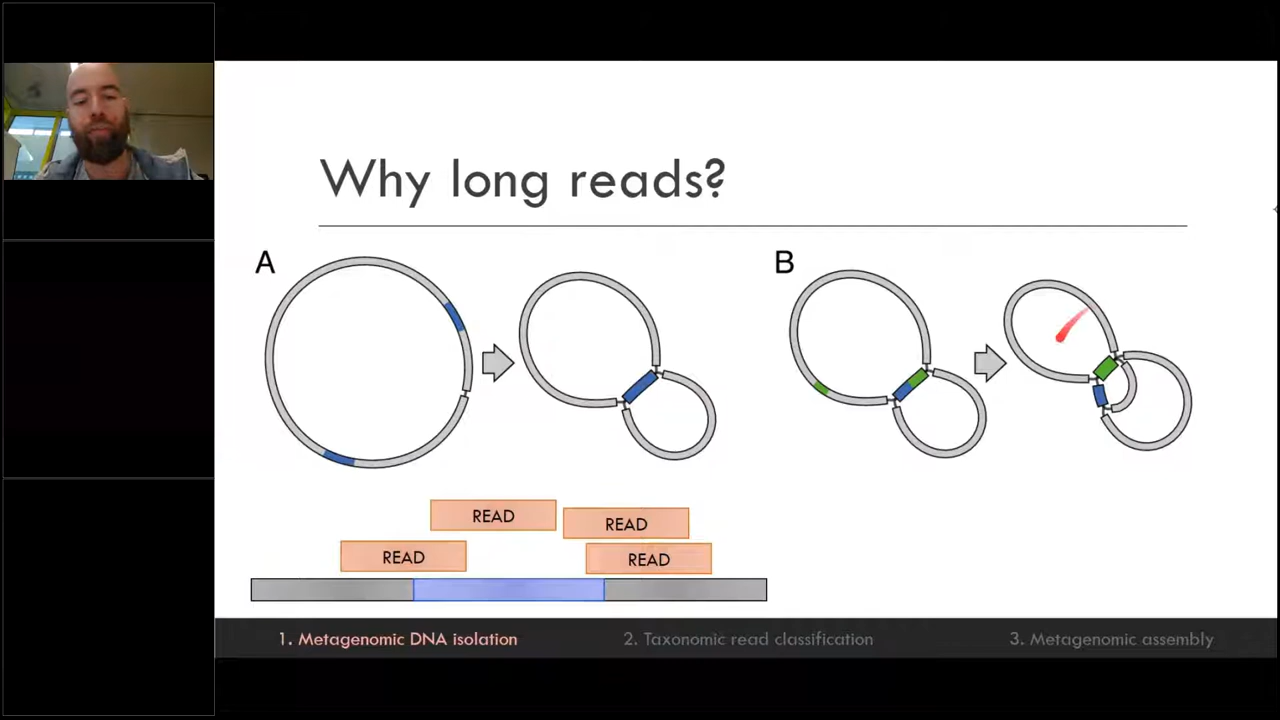 Why long reads?
A
B
READ
READ
READ
READ
1. Metagenomic DNA isolation
2. Taxonomic read classification
3. Metagenomic assembly